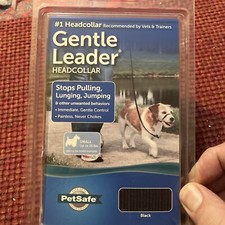 #1 Headcollar Recommended by Vets & Trainers
Gentle
Leader®
HEADCOLLAR
Stops Pulling,
Lunging, Jumping
& other unwanted behaviors
• Immediate, Gentle Control
• Painless, Never Chokes
SMALL
PetSafe
Black